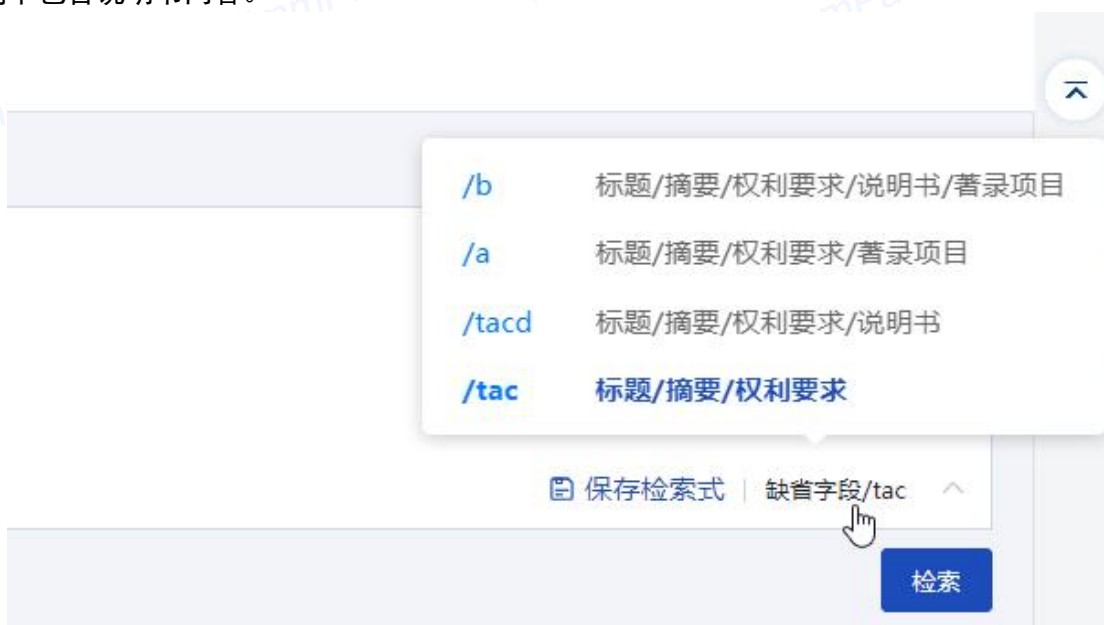 /b 标题/摘要/权利要求/说明书/著录项目
/a 标题/摘要/权利要求/著录项目
/tacd 标题/摘要/权利要求/说明书
/tac 标题/摘要/权利要求
保存检索式 | 缺省字段/tac
检索